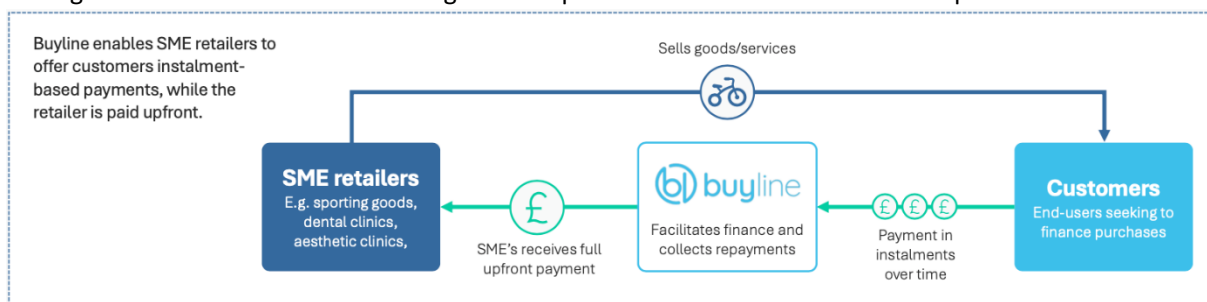 Buyline enables SME retailers to
offer customers instalment-
based payments, while the
retailer is paid upfront.
Sells goods/services
SME retailers
E.g. sporting goods,
dental clinics,
aesthetic clinics,
£
SME's receives full
upfront payment
bl buyline
Facilitates finance and
collects repayments
£ £ £
Payment in
instalments
over time
Customers
End-users seeking to
finance purchases